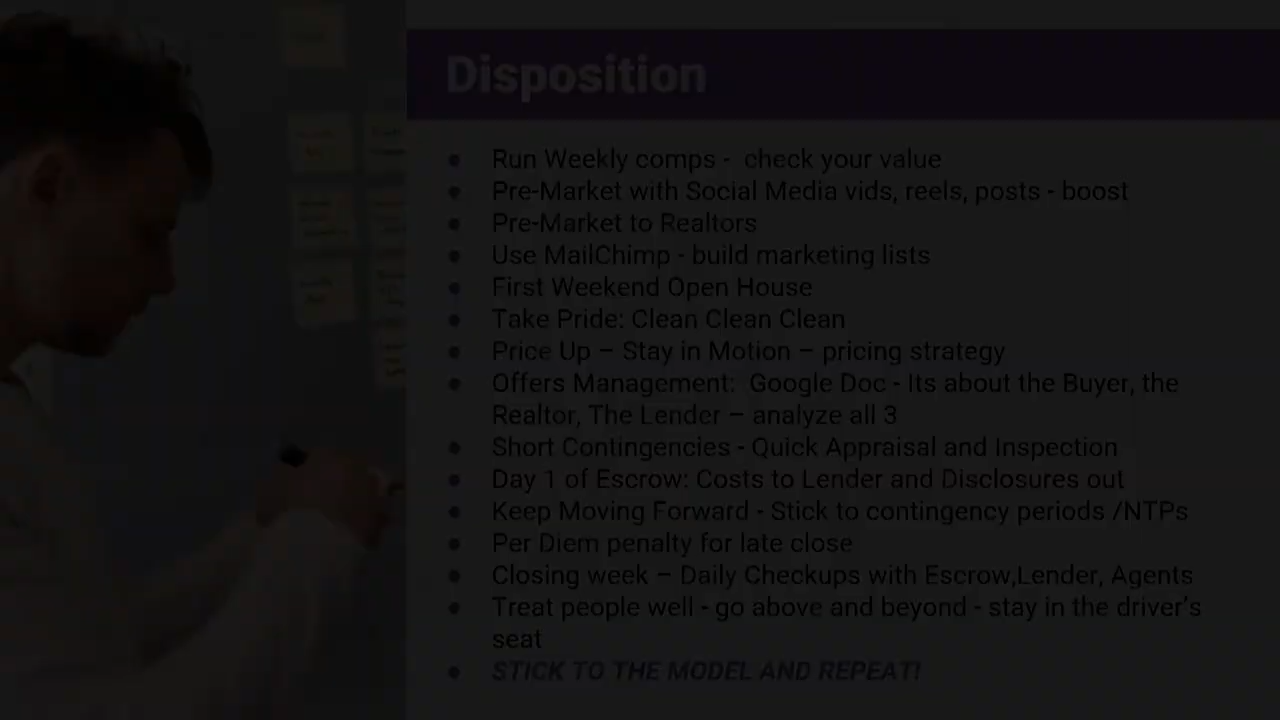 Disposition
● Run Weekly comps -  check your value
● Pre-Market with Social Media vids, reels, posts - boost
● Pre-Market to Realtors
● Use MailChimp - build marketing lists
● First Weekend Open House
● Take Pride: Clean Clean Clean
● Price Up – Stay in Motion – pricing strategy
● Offers Management:  Google Doc - Its about the Buyer, the
Realtor, The Lender – analyze all 3
● Short Contingencies - Quick Appraisal and Inspection
● Day 1 of Escrow: Costs to Lender and Disclosures out
● Keep Moving Forward - Stick to contingency periods /NTPs
● Per Diem penalty for late close
● Closing week – Daily Checkups with Escrow,Lender, Agents
● Treat people well - go above and beyond - stay in the driver's
seat
● STICK TO THE MODEL AND REPEAT!